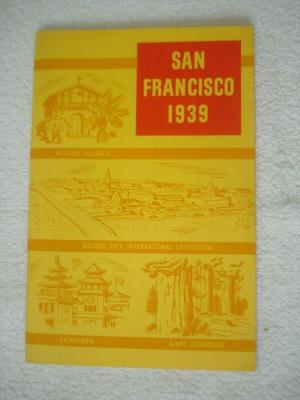 SAN
FRANCISCO
1939
MISSION DOLORES
GOLDEN GATE INTERNATIONAL EXPOSITION
CHINATOWN
GIANT REDWOODS